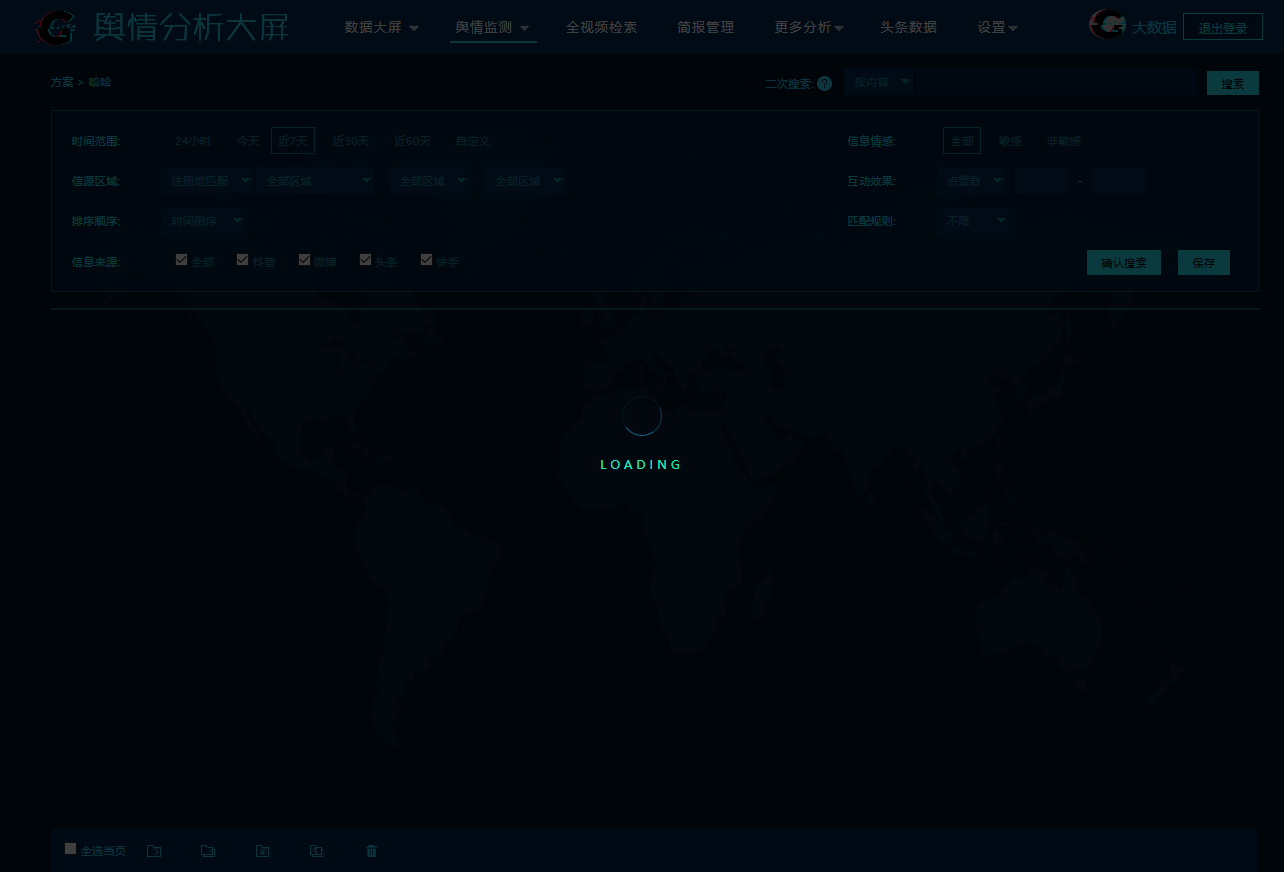 舆情分析大屏 数据大屏 舆情监测 全视频检索 简报管理 更多分析 头条数据 设置 大数据 退出登录
方案 > 哈哈 二次搜索: ? 按内容 搜索
时间范围: 24小时 今天 近7天 近30天 近60天 自定义 信息情感: 全部 敏感 非敏感
信源区域: 注册地匹配 全部区域 全部区域 全部区域 互动效果: 点赞数 -
排序顺序: 时间倒序 匹配规则: 不限
信息来源: 全部 抖音 微博 头条 快手 确认搜索 保存
LOADING
全选当页